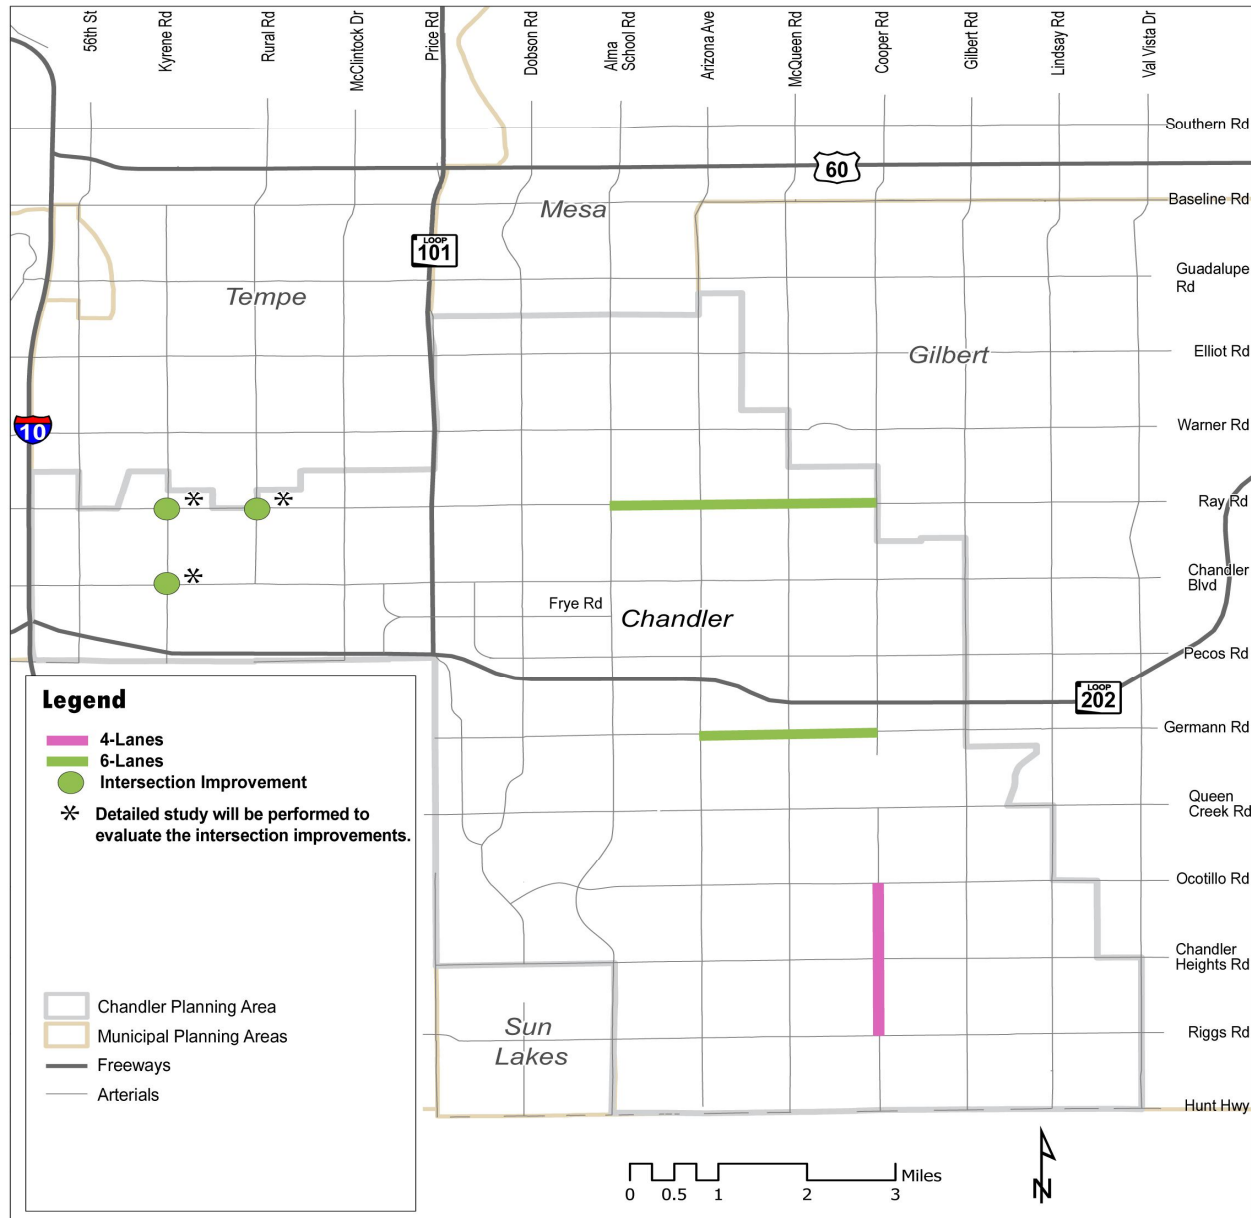 56th St
Kyrene Rd
Rural Rd
McClintock Dr
Price Rd
Dobson Rd
Alma
School Rd
Arizona Ave
McQueen Rd
Cooper Rd
Gilbert Rd
Lindsay Rd
Val Vista Dr
Southern Rd
60
Baseline Rd
Mesa
LOOP
101
Guadalupe
Rd
Tempe
Gilbert
Elliot Rd
10
Warner Rd
*
*
Ray Rd
*
Chandler
Blvd
Frye Rd
Chandler
Pecos Rd
LOOP
202
Germann Rd
Queen
Creek Rd
Ocotillo Rd
Chandler
Heights Rd
Sun
Lakes
Riggs Rd
Hunt Hwy
Legend
4-Lanes
6-Lanes
Intersection Improvement
* Detailed study will be performed to
evaluate the intersection improvements.
Chandler Planning Area
Municipal Planning Areas
Freeways
Arterials
Miles
0 0.5 1 2 3
N